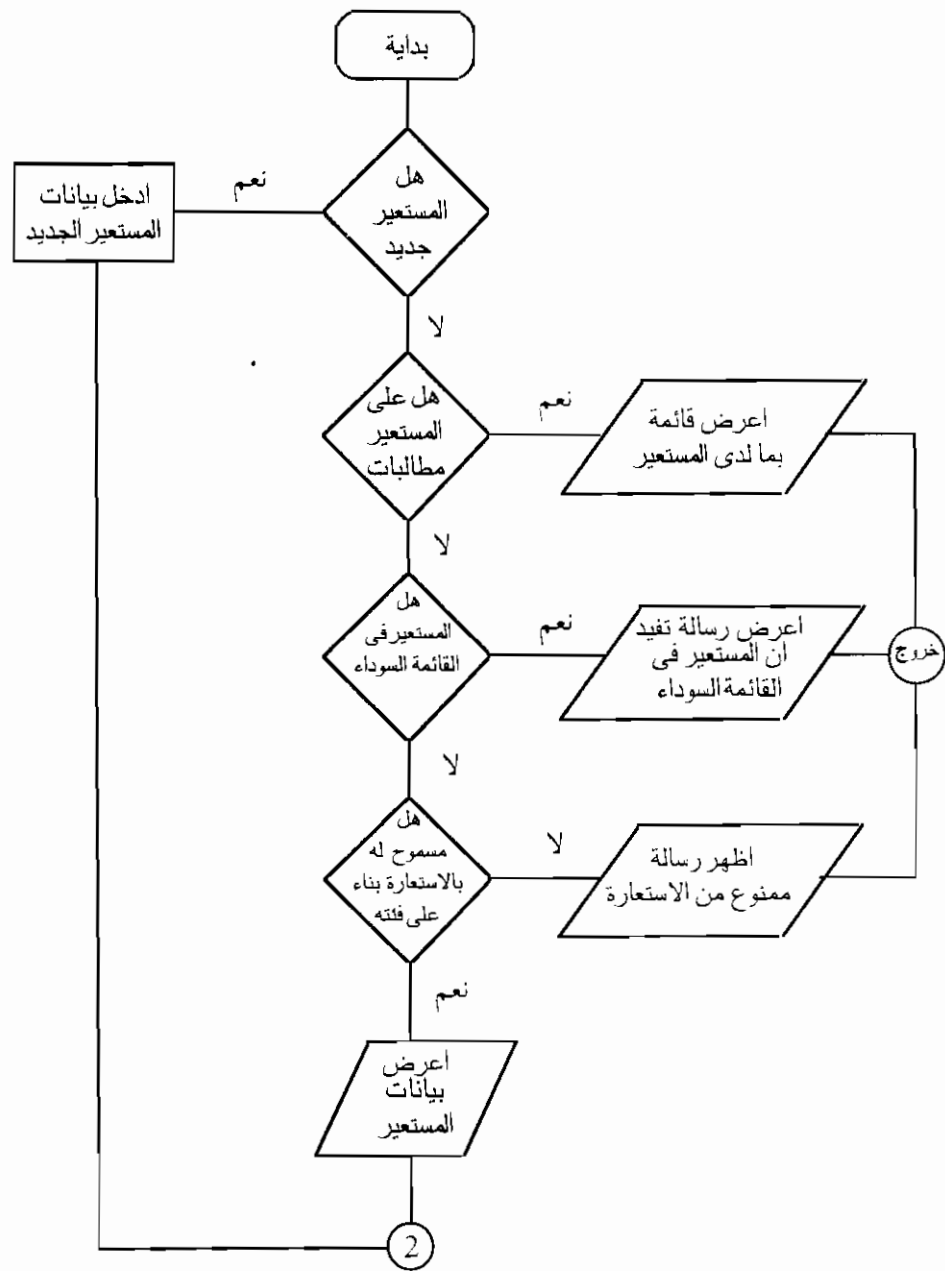 بداية
هل
المستعير
جديد
نعم
ادخل بيانات
المستعير الجديد
لا
هل على
المستعير
مطالبات
نعم
اعرض قائمة
بما لدى المستعير
لا
هل
المستعير فى
القائمة السوداء
نعم
اعرض رسالة تفيد
ان المستعير فى
القائمة السوداء
خروج
لا
هل
مسموح له
بالاستعارة بناء
على فئته
لا
اظهر رسالة
ممنوع من الاستعارة
نعم
اعرض
بيانات
المستعير
2